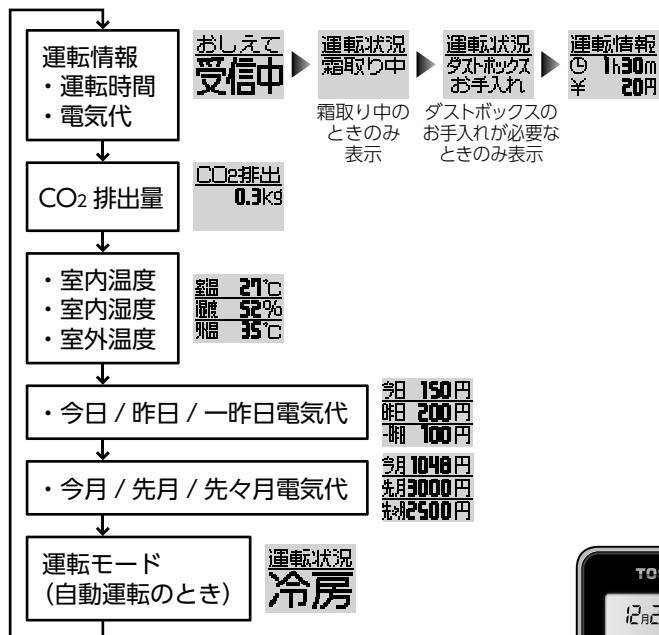 運転情報
・運転時間
・電気代
おしえて
受信中
運転状況
霜取り中
運転状況
ダストボックス
お手入れ
運転情報
1h30m
¥ 20円
霜取り中の
ときのみ
表示
ダストボックスの
お手入れが必要な
ときのみ表示
CO2 排出量
CO2排出
0.3kg
・室内温度
・室内湿度
・室外温度
室温 27℃
湿度 52%
外温 35℃
・今日 / 昨日 / 一昨日電気代
今日 150円
昨日 200円
一昨日 100円
・今月 / 先月 / 先々月電気代
今月1048円
先月3000円
先々月2500円
運転モード
（自動運転のとき）
運転状況
冷房
TOS
12月2